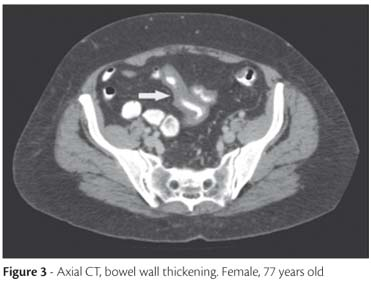 Figure 3 - Axial CT, bowel wall thickening. Female, 77 years old